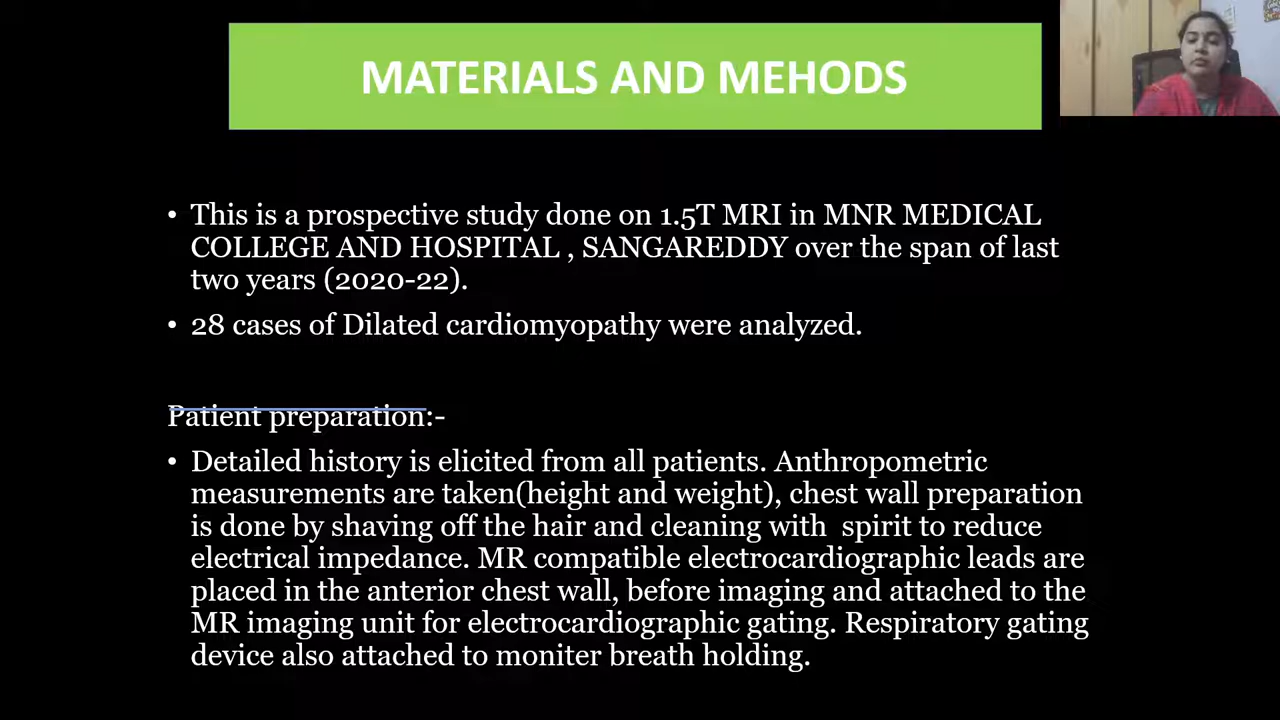 MATERIALS AND MEHODS
• This is a prospective study done on 1.5T MRI in MNR MEDICAL
COLLEGE AND HOSPITAL , SANGAREDDY over the span of last
two years (2020-22).
• 28 cases of Dilated cardiomyopathy were analyzed.
Patient preparation:-
• Detailed history is elicited from all patients. Anthropometric
measurements are taken(height and weight), chest wall preparation
is done by shaving off the hair and cleaning with  spirit to reduce
electrical impedance. MR compatible electrocardiographic leads are
placed in the anterior chest wall, before imaging and attached to the
MR imaging unit for electrocardiographic gating. Respiratory gating
device also attached to moniter breath holding.